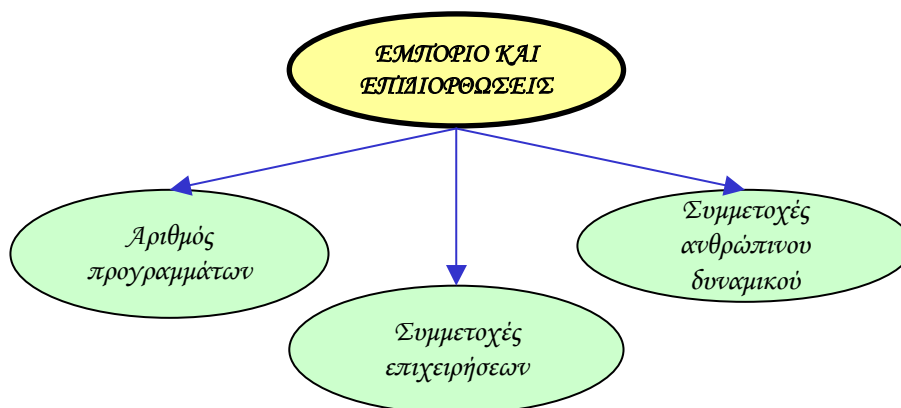 ΕΜΠΟΡΙΟ ΚΑΙ
ΕΠΙΔΙΟΡΘΩΣΕΙΣ
Αριθμός
προγραμμάτων
Συμμετοχές
επιχειρήσεων
Συμμετοχές
ανθρώπινου
δυναμικού